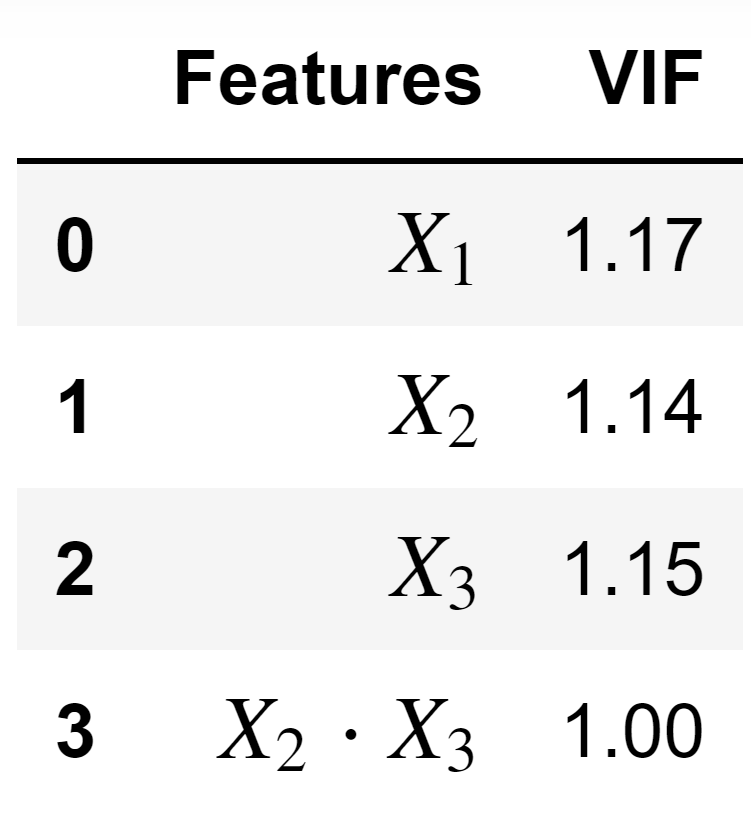 Features VIF
0 X₁ 1.17
1 X₂ 1.14
2 X₃ 1.15
3 X₂ · X₃ 1.00